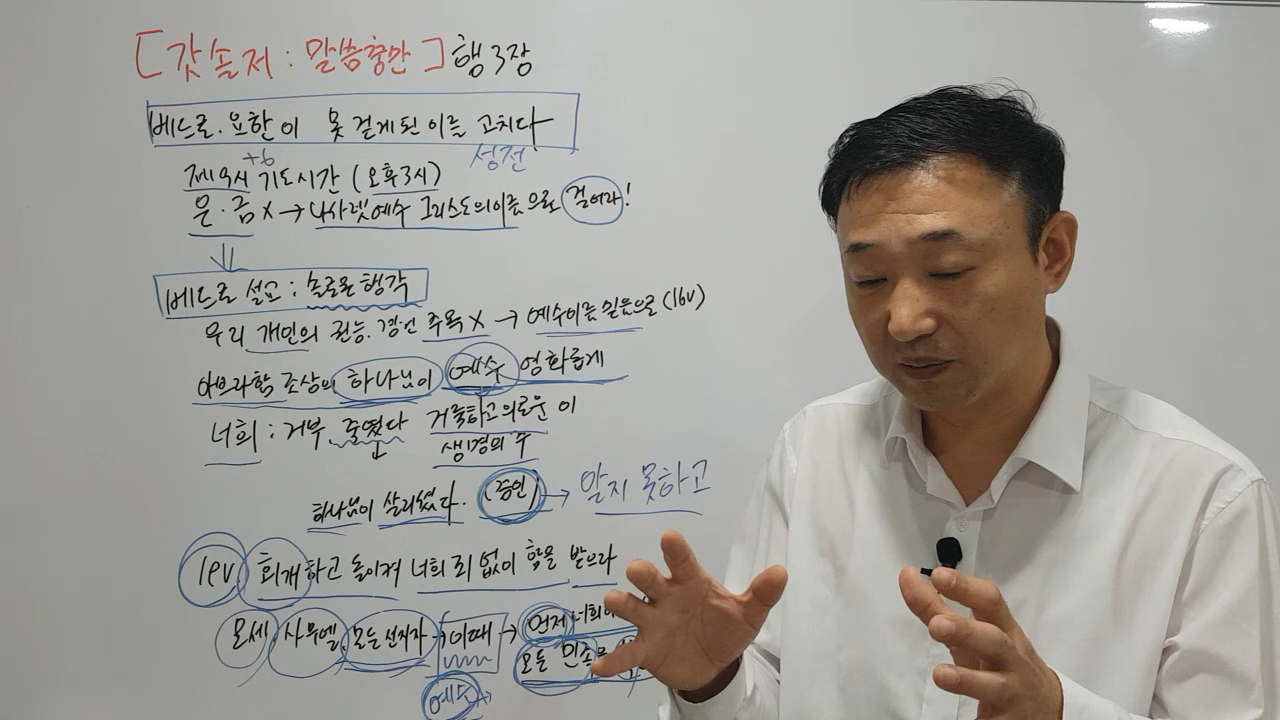 [갓솔저 : 말씀충만] 행 3장
베드로. 요한이 못 걷게 된 이를 고치다
+6 성전
제 9시 기도시간 (오후 3시)
은. 금 X → 나사렛 예수 그리스도의 이름으로 걸어라!
베드로 설교 : 솔로몬 행각
우리 개인의 권능. 경건 주목 X → 예수이름 믿음으로 (16v)
아브라함 조상의 하나님이 예수 영화롭게
너희 : 거부, 죽였다 거룩하고 의로운 이
생명의 주
하나님이 살리셨다. (증인) → 알지 못하고
19v 회개하고 돌이켜 너희 죄 없이 함을 받으라
모세 사무엘, 모든 선지자 → 이때 → 언제 너희
예수 모든 민족